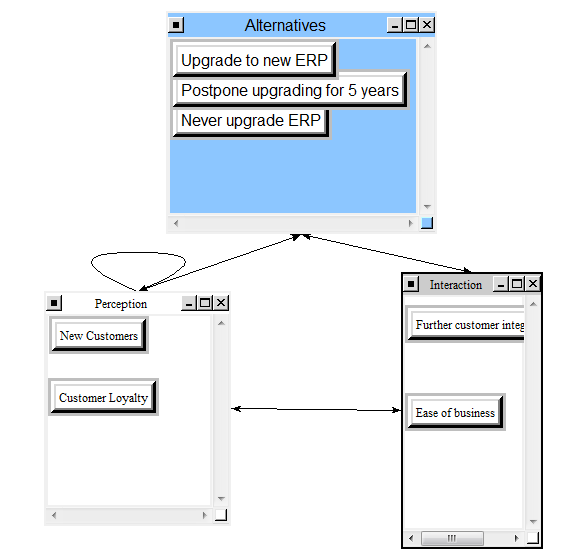 Alternatives
Upgrade to new ERP
Postpone upgrading for 5 years
Never upgrade ERP
Perception
New Customers
Customer Loyalty
Interaction
Further customer integ
Ease of business